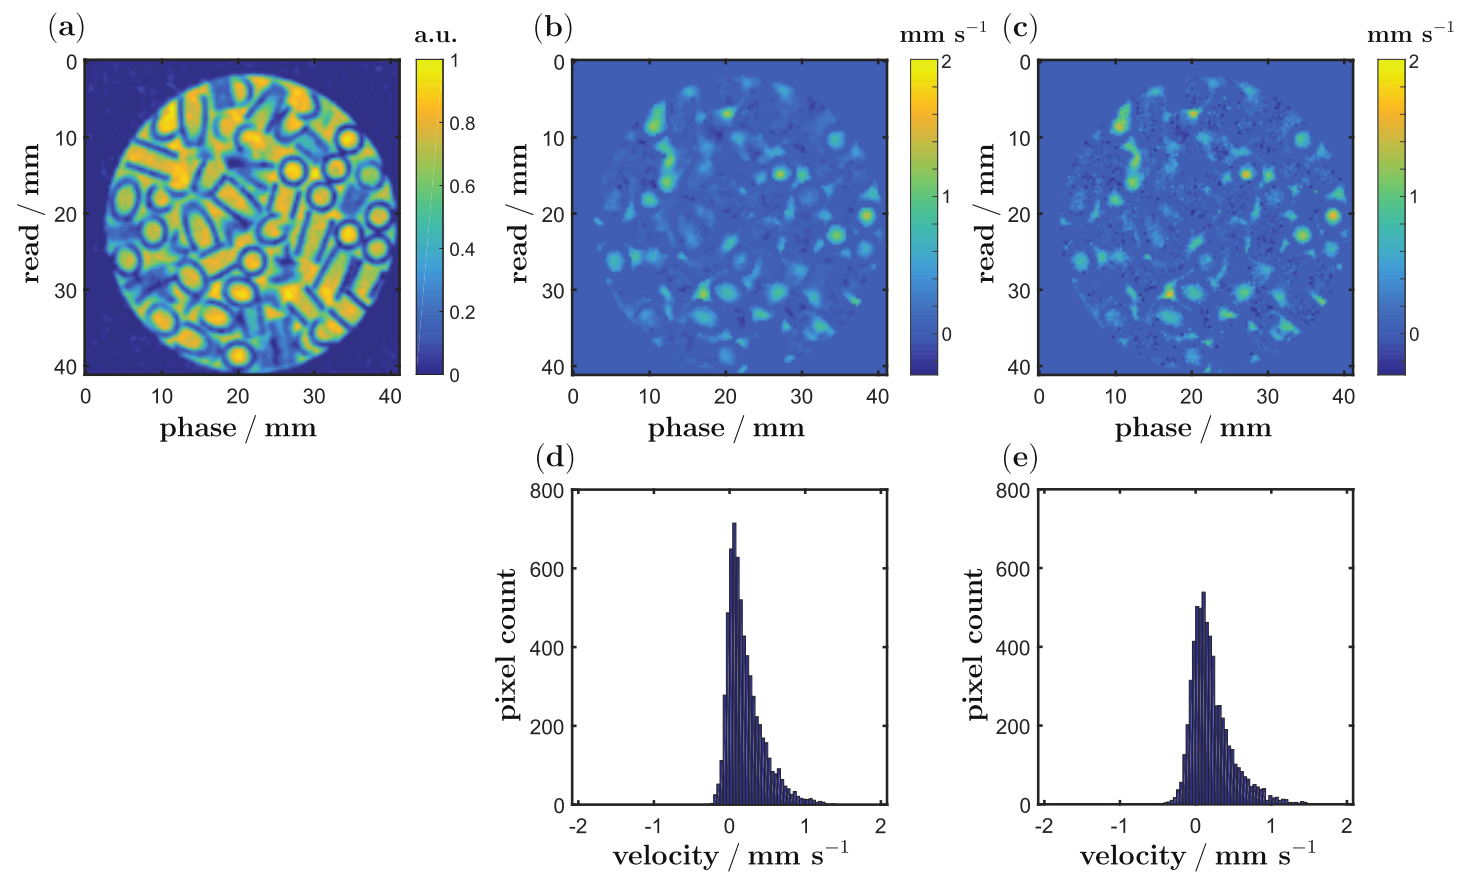 (a)
a.u.
0
10
20
30
40
read / mm
0 10 20 30 40
phase / mm
1
0.8
0.6
0.4
0.2
0
(b)
mm s⁻¹
0
10
20
30
40
read / mm
0 10 20 30 40
phase / mm
2
1
0
(c)
mm s⁻¹
0
10
20
30
40
read / mm
0 10 20 30 40
phase / mm
2
1
0
(d)
800
600
400
200
0
pixel count
-2 -1 0 1 2
velocity / mm s⁻¹
(e)
800
600
400
200
0
pixel count
-2 -1 0 1 2
velocity / mm s⁻¹